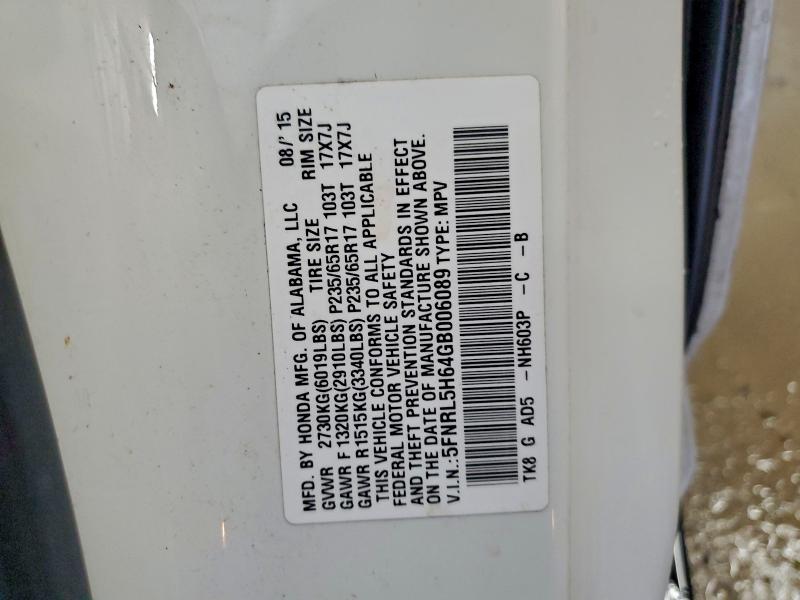 MFD. BY HONDA MFG. OF ALABAMA, LLC 08/'15
GVWR 2730KG(6019LBS) TIRE SIZE RIM SIZE
GAWR F 1320KG(2910LBS) P235/65R17 103T 17X7J
GAWR R1515KG(3340LBS) P235/65R17 103T 17X7J
THIS VEHICLE CONFORMS TO ALL APPLICABLE
FEDERAL MOTOR VEHICLE SAFETY
AND THEFT PREVENTION STANDARDS IN EFFECT
ON THE DATE OF MANUFACTURE SHOWN ABOVE.
V.I.N.:5FNRL5H64GB006089 TYPE: MPV
TK8 G AD5 -NH603P -C -B